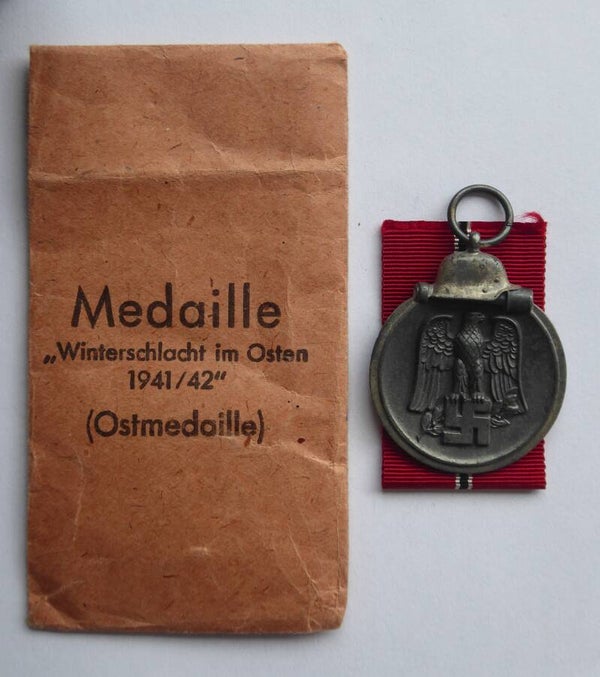 Medaille
„Winterschlacht im Osten
1941/42“
(Ostmedaille)